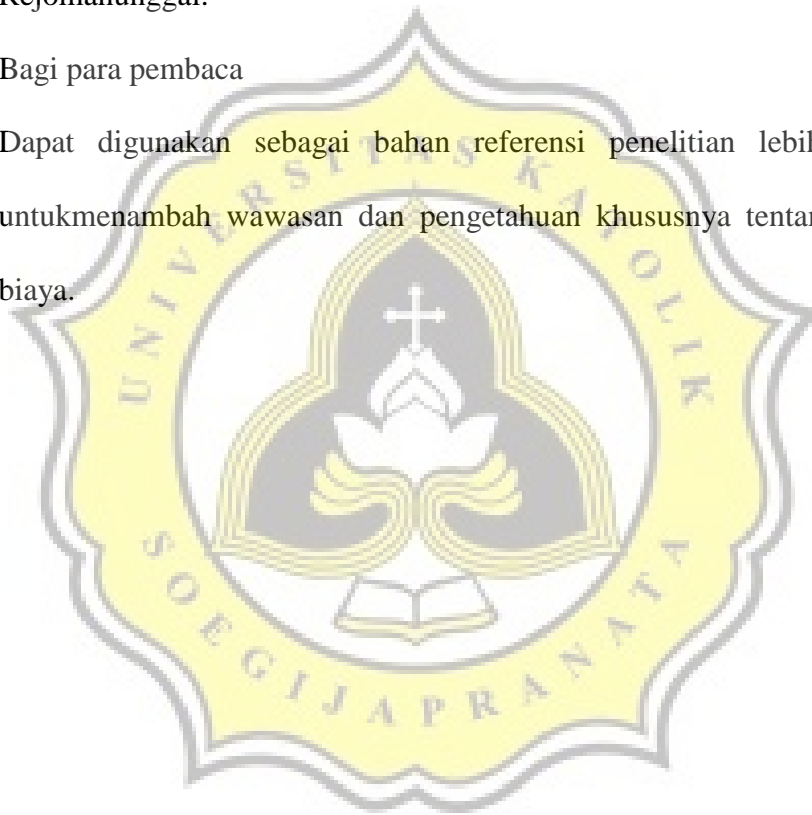 Bagi para pembaca
Dapat digunakan sebagai bahan referensi penelitian lebih
untukmenambah wawasan dan pengetahuan khususnya tentan
biaya.
UNIVERSITAS KATOLIK
SOEGIJAPRANATA